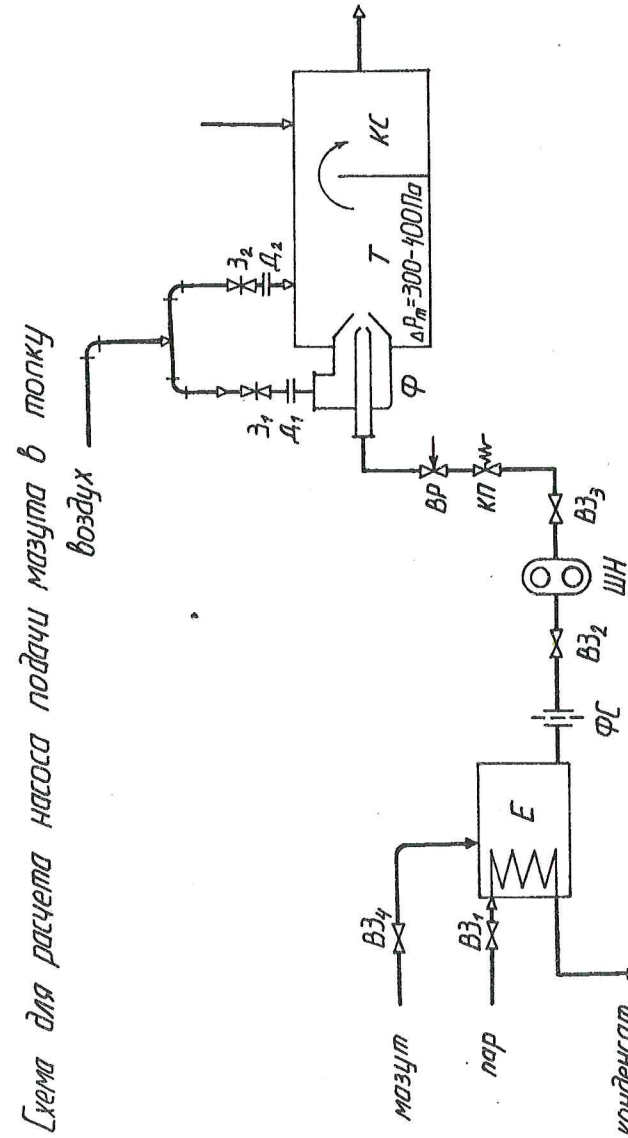 Схема для расчета насоса подачи мазута в топку
воздух
З₁
Д₁
З₂
Д₂
Т
КС
ΔPт=300-400Па
Ф
ВР
КП
ВЗ₃
ШН
ВЗ₂
ФС
Е
ВЗ₄
ВЗ₁
мазут
пар
конденсат